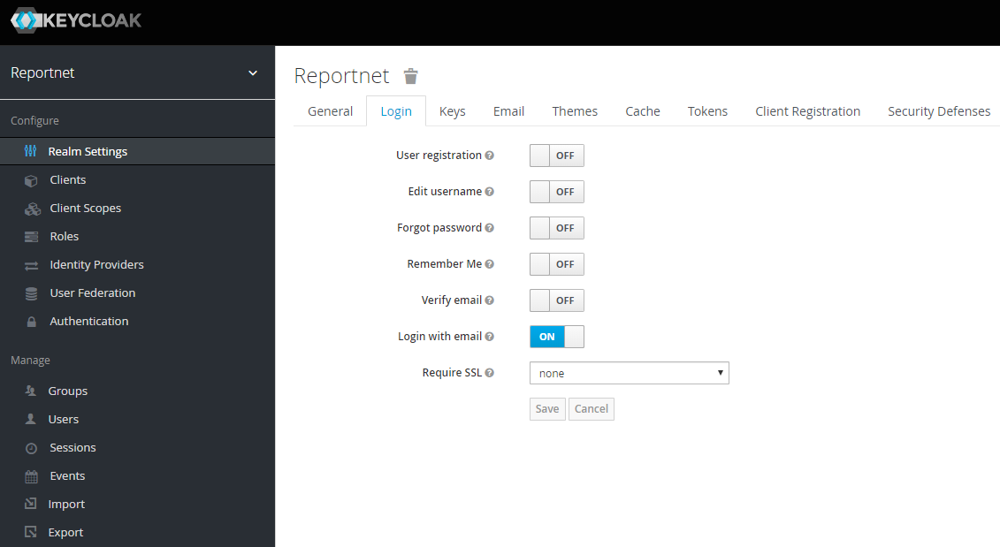 KEYCLOAK
Reportnet
Configure
Realm Settings
Clients
Client Scopes
Roles
Identity Providers
User Federation
Authentication
Manage
Groups
Users
Sessions
Events
Import
Export
Reportnet
General Login Keys Email Themes Cache Tokens Client Registration Security Defenses
User registration ? OFF
Edit username ? OFF
Forgot password ? OFF
Remember Me ? OFF
Verify email ? OFF
Login with email ? ON
Require SSL ? none
Save Cancel